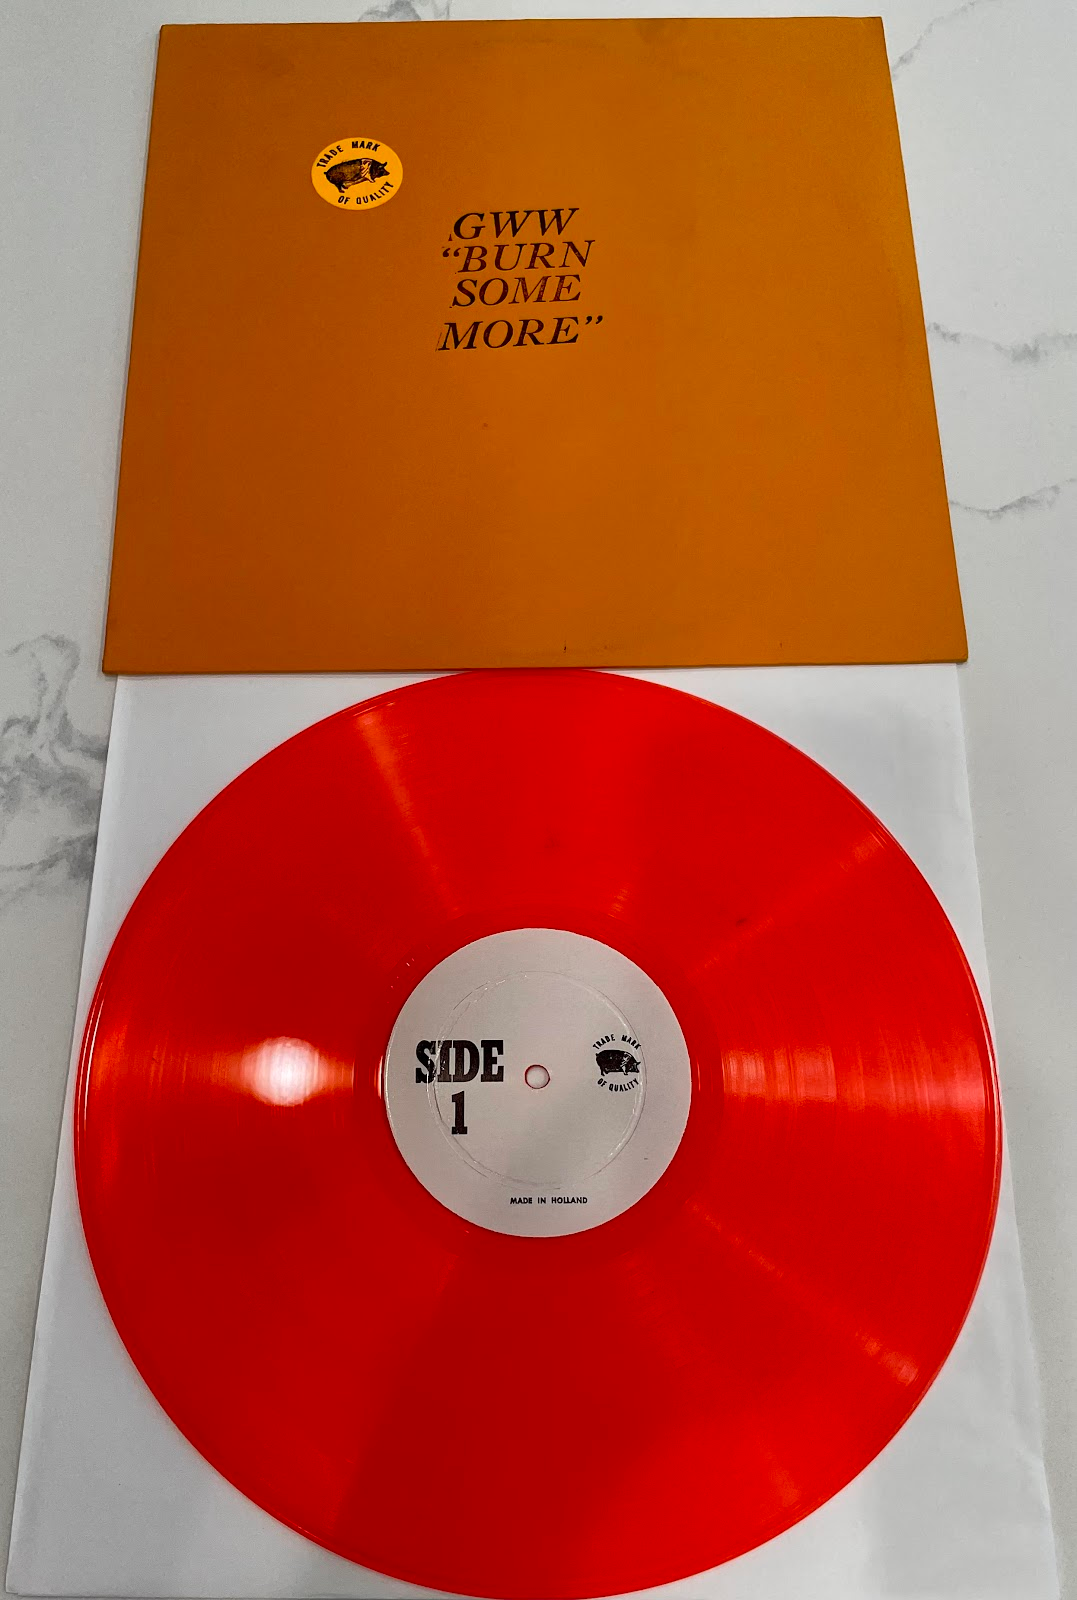 TRADE MARK
OF QUALITY
GWW
“BURN
SOME
MORE”
SIDE
1
TRADE MARK
OF QUALITY
MADE IN HOLLAND